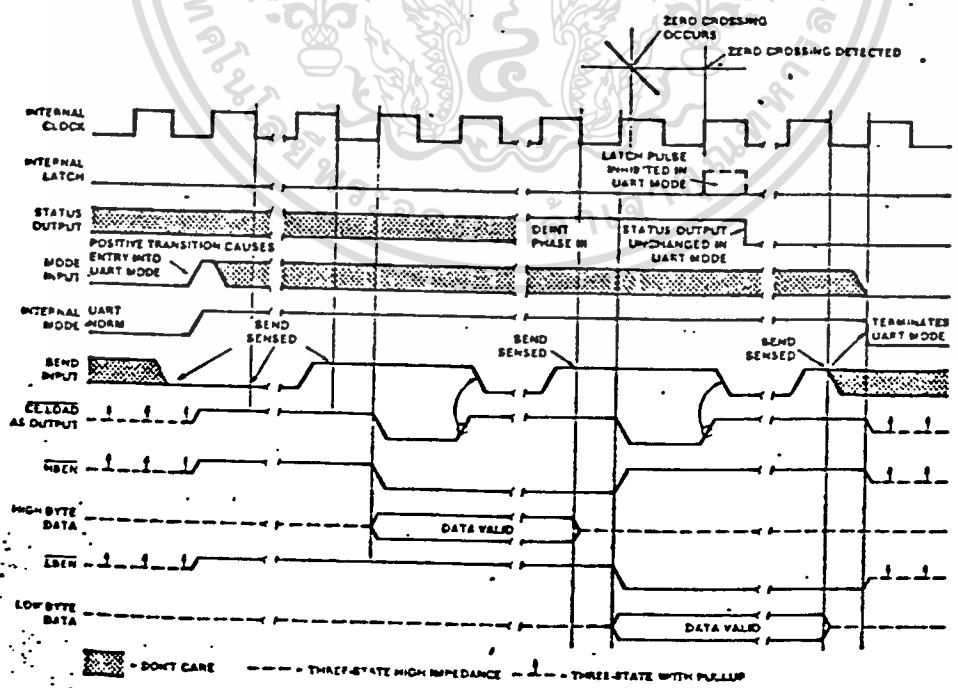 ZERO CROSSING
OCCURS
ZERO CROSSING DETECTED
INTERNAL
CLOCK
LATCH PULSE
INHIBITED IN
UART MODE
INTERNAL
LATCH
STATUS
OUTPUT
DEINT
PHASE IN
STATUS OUTPUT
UNCHANGED IN
UART MODE
POSITIVE TRANSITION CAUSES
ENTRY INTO
UART MODE
MODE
INPUT
INTERNAL
MODE
UART
NORM
SEND
SENSED
SEND
SENSED
SEND
SENSED
TERMINATES
UART MODE
SEND
INPUT
CE/LOAD
AS OUTPUT
HBEN
HIGH BYTE
DATA
DATA VALID
LBEN
LOW BYTE
DATA
DATA VALID
- DON'T CARE
- THREE-STATE HIGH IMPEDANCE
- THREE-STATE WITH PULLUP